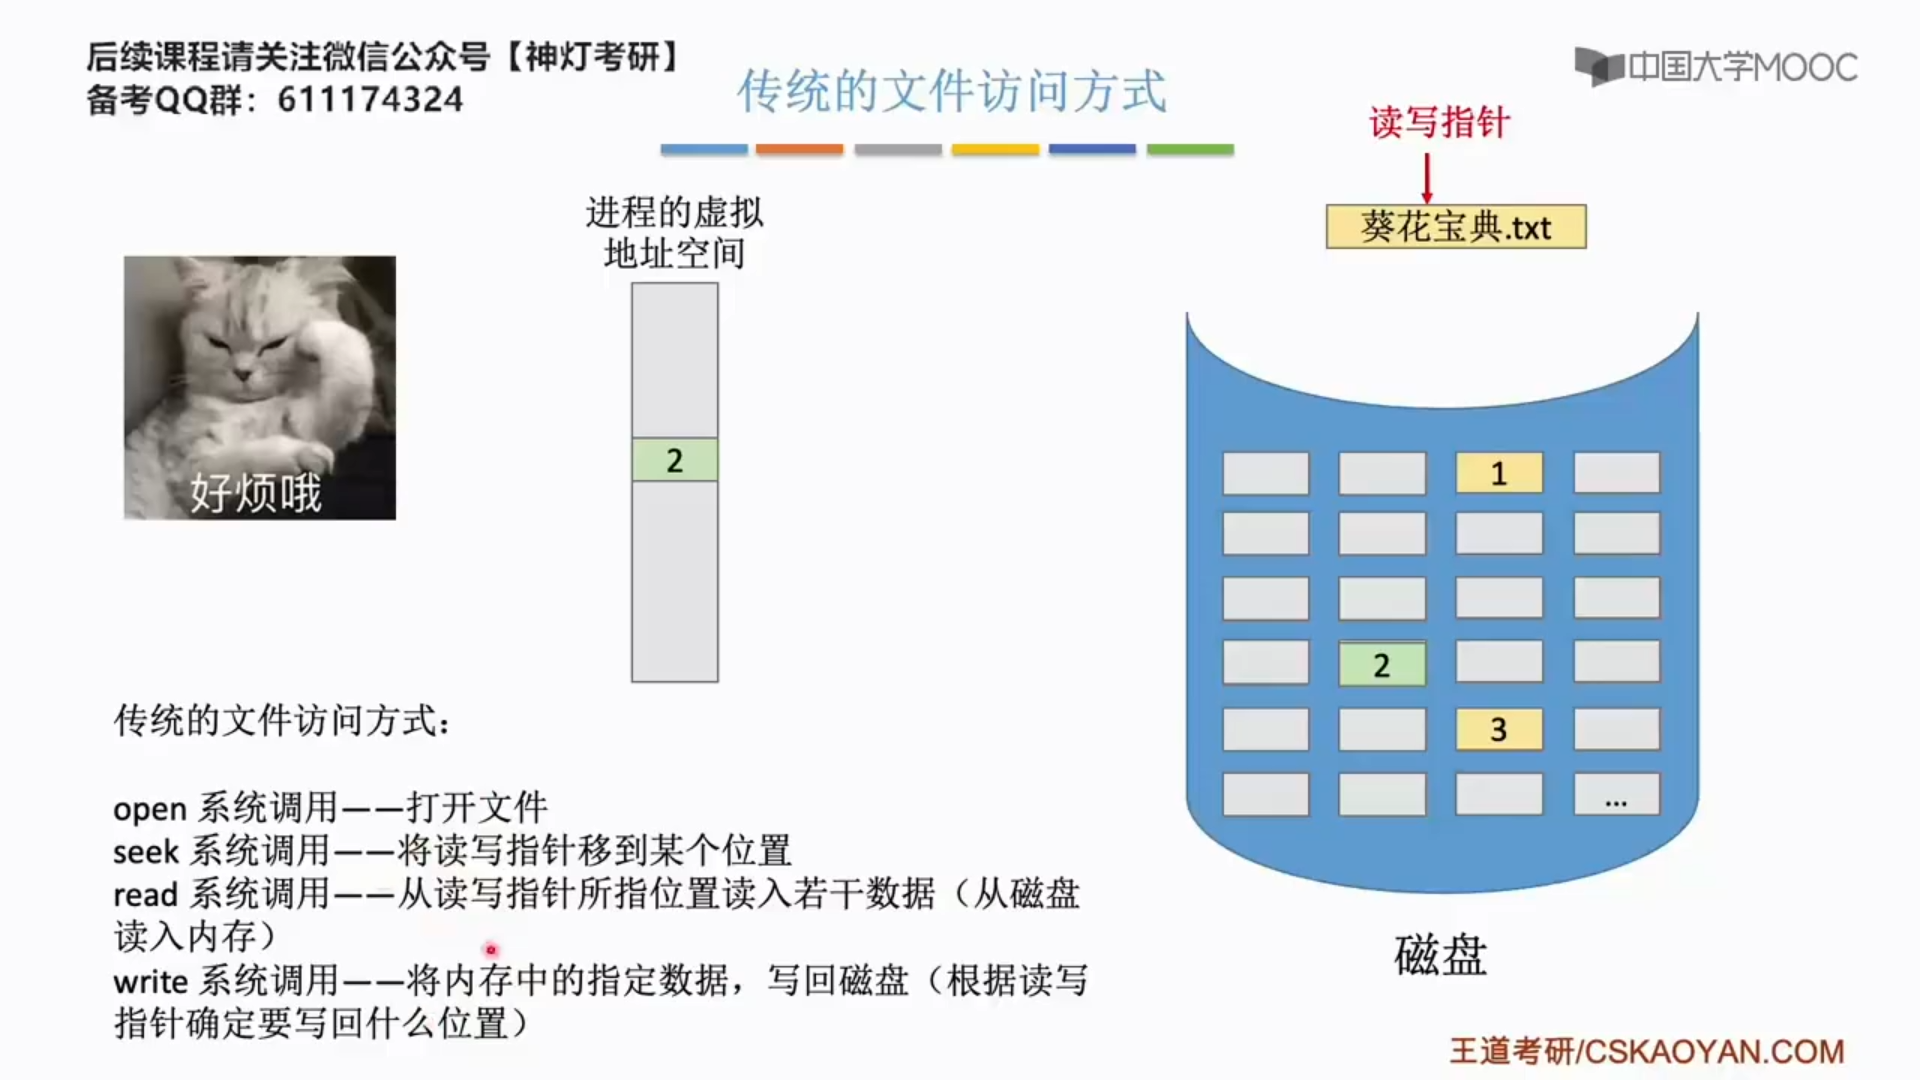 后续课程请关注微信公众号【神灯考研】
备考QQ群：611174324
传统的文件访问方式
中国大学MOOC
读写指针
葵花宝典.txt
进程的虚拟
地址空间
好烦哦
2
1
2
3
...
磁盘
传统的文件访问方式：
open 系统调用——打开文件
seek 系统调用——将读写指针移到某个位置
read 系统调用——从读写指针所指位置读入若干数据（从磁盘
读入内存）
write 系统调用——将内存中的指定数据，写回磁盘（根据读写
指针确定要写回什么位置）
王道考研/CSKAOYAN.COM